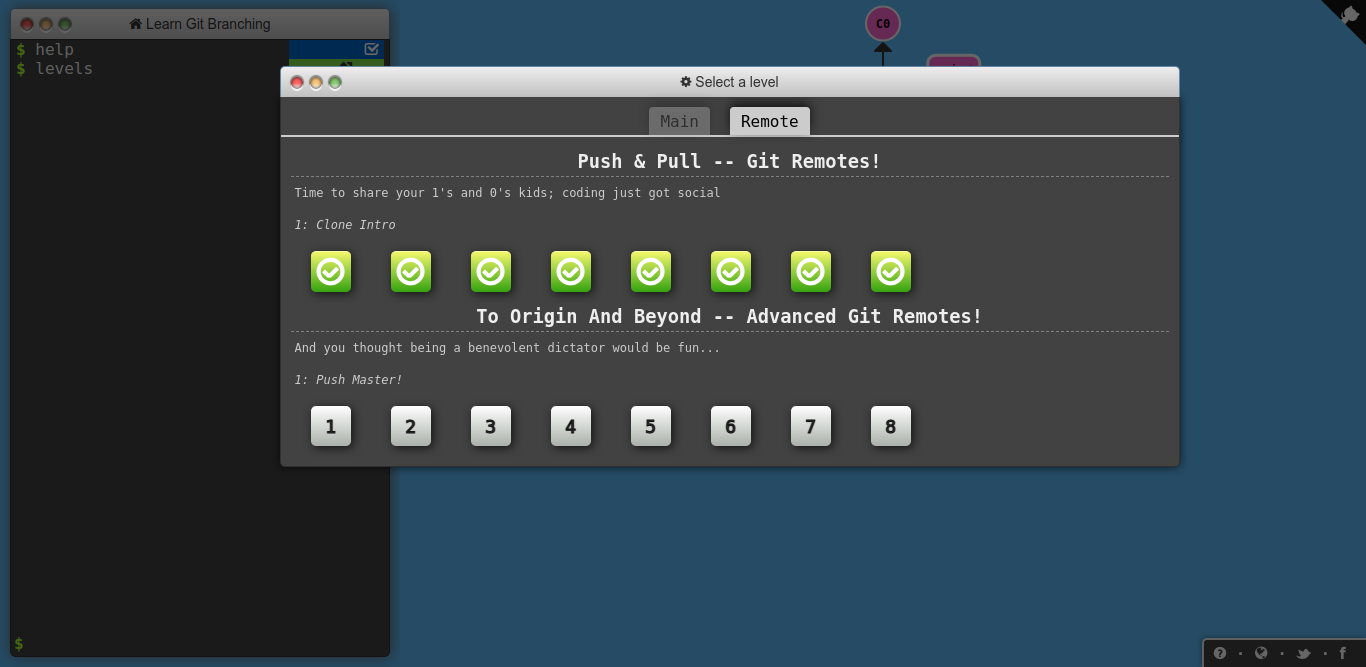 Learn Git Branching
$ help
$ levels
C0
Select a level
Main
Remote
Push & Pull -- Git Remotes!
Time to share your 1's and 0's kids; coding just got social
1: Clone Intro
To Origin And Beyond -- Advanced Git Remotes!
And you thought being a benevolent dictator would be fun...
1: Push Master!
1 2 3 4 5 6 7 8
$